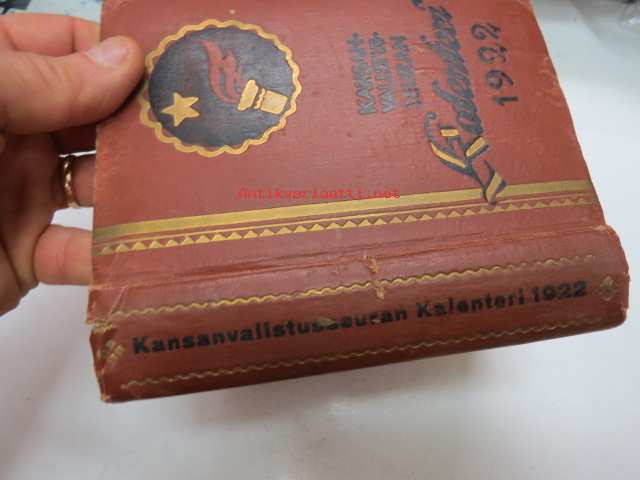 KANSAN-
VALISTUS-
SEURAN
Kalenteri
1922
Antikvariaatti.net
Kansanvalistusseuran Kalenteri 1922